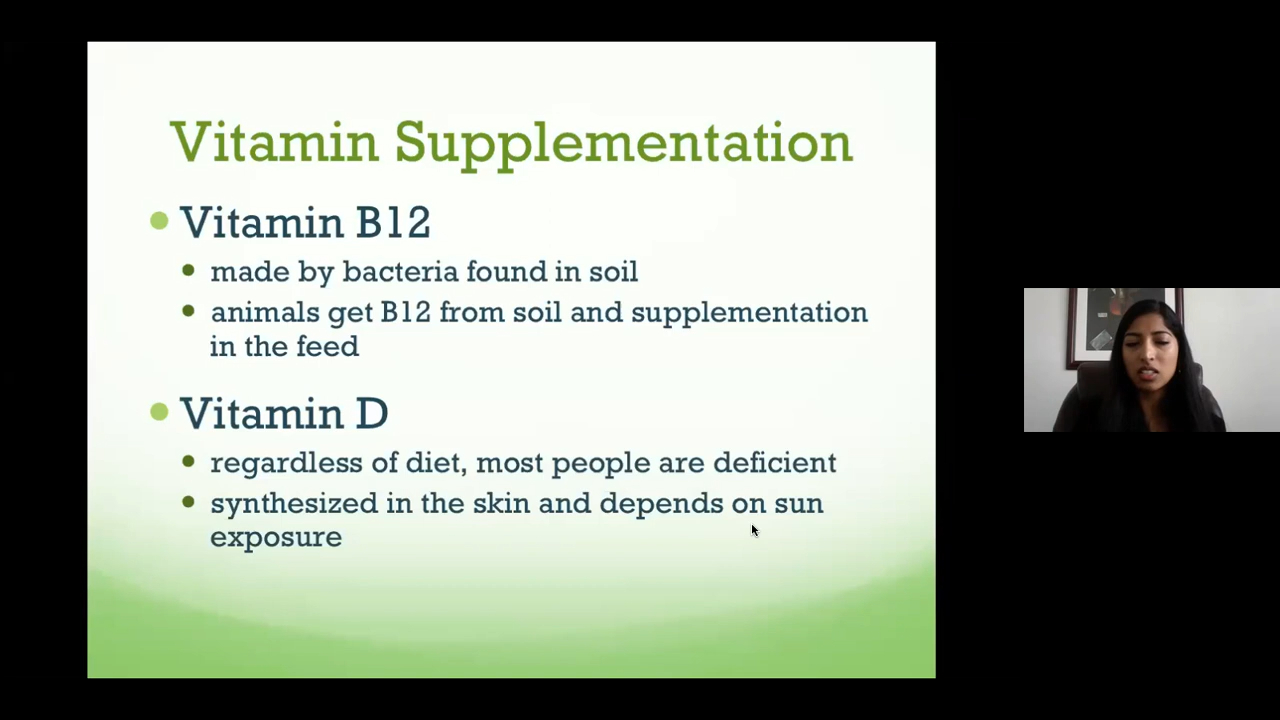 Vitamin Supplementation
Vitamin B12
made by bacteria found in soil
animals get B12 from soil and supplementation
in the feed
Vitamin D
regardless of diet, most people are deficient
synthesized in the skin and depends on sun
exposure